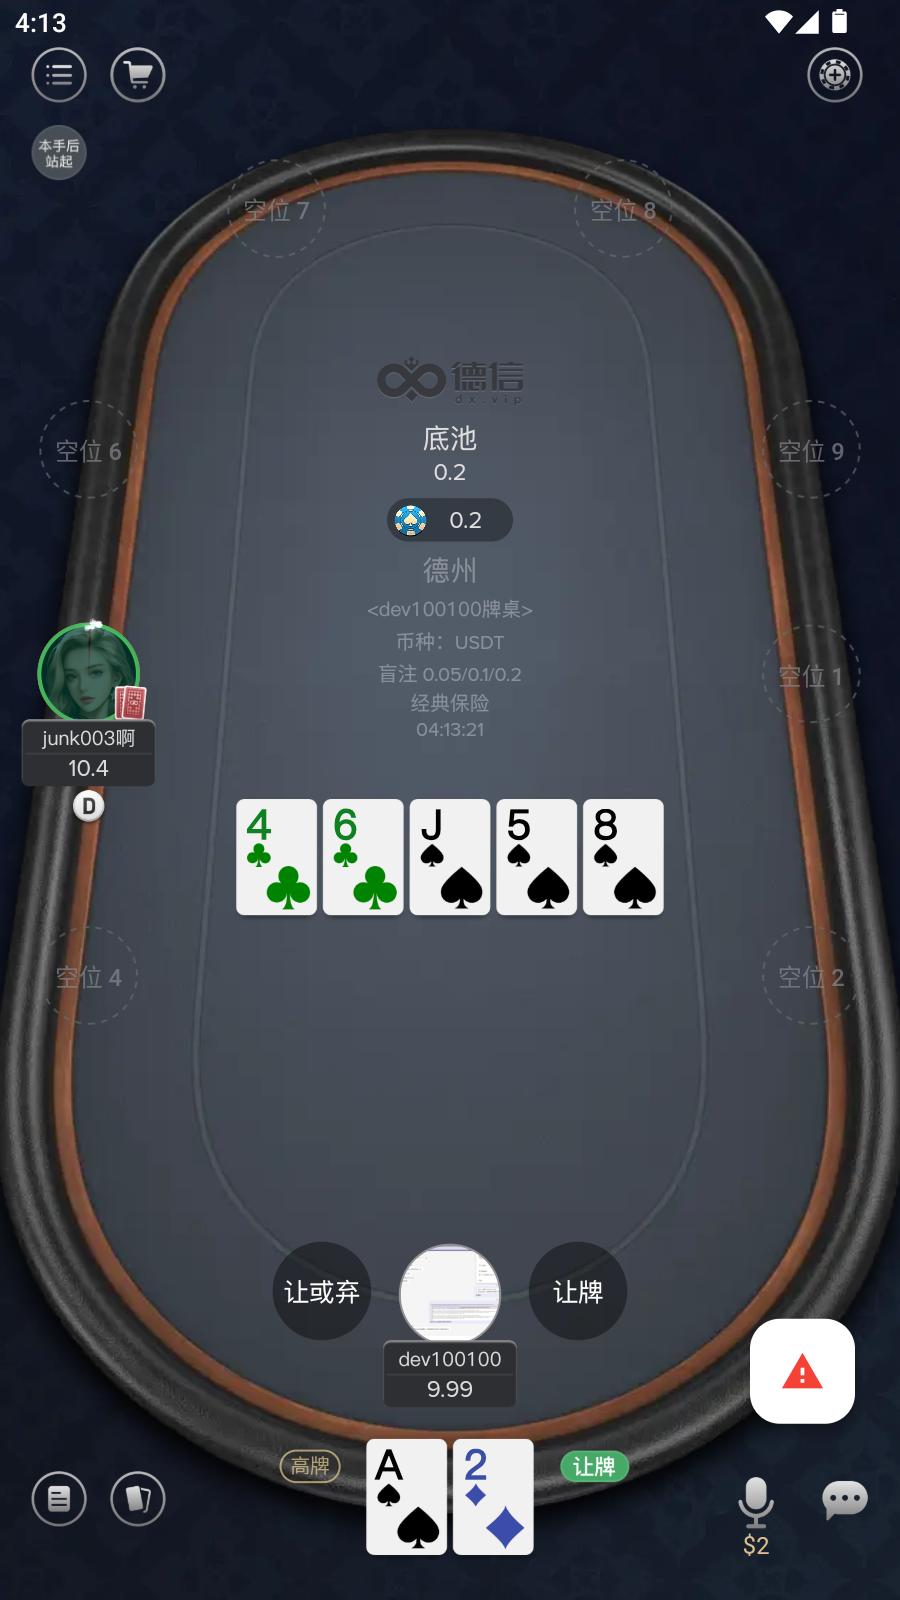 4:13
本手后
站起
空位 7
空位 8
德信
dx.vip
底池
0.2
0.2
德州
<dev100100牌桌>
币种：USDT
盲注 0.05/0.1/0.2
经典保险
04:13:21
空位 6
空位 9
空位 1
junk003啊
10.4
D
4
6
J
5
8
空位 4
空位 2
让或弃
让牌
dev100100
9.99
高牌
A
2
让牌
$2